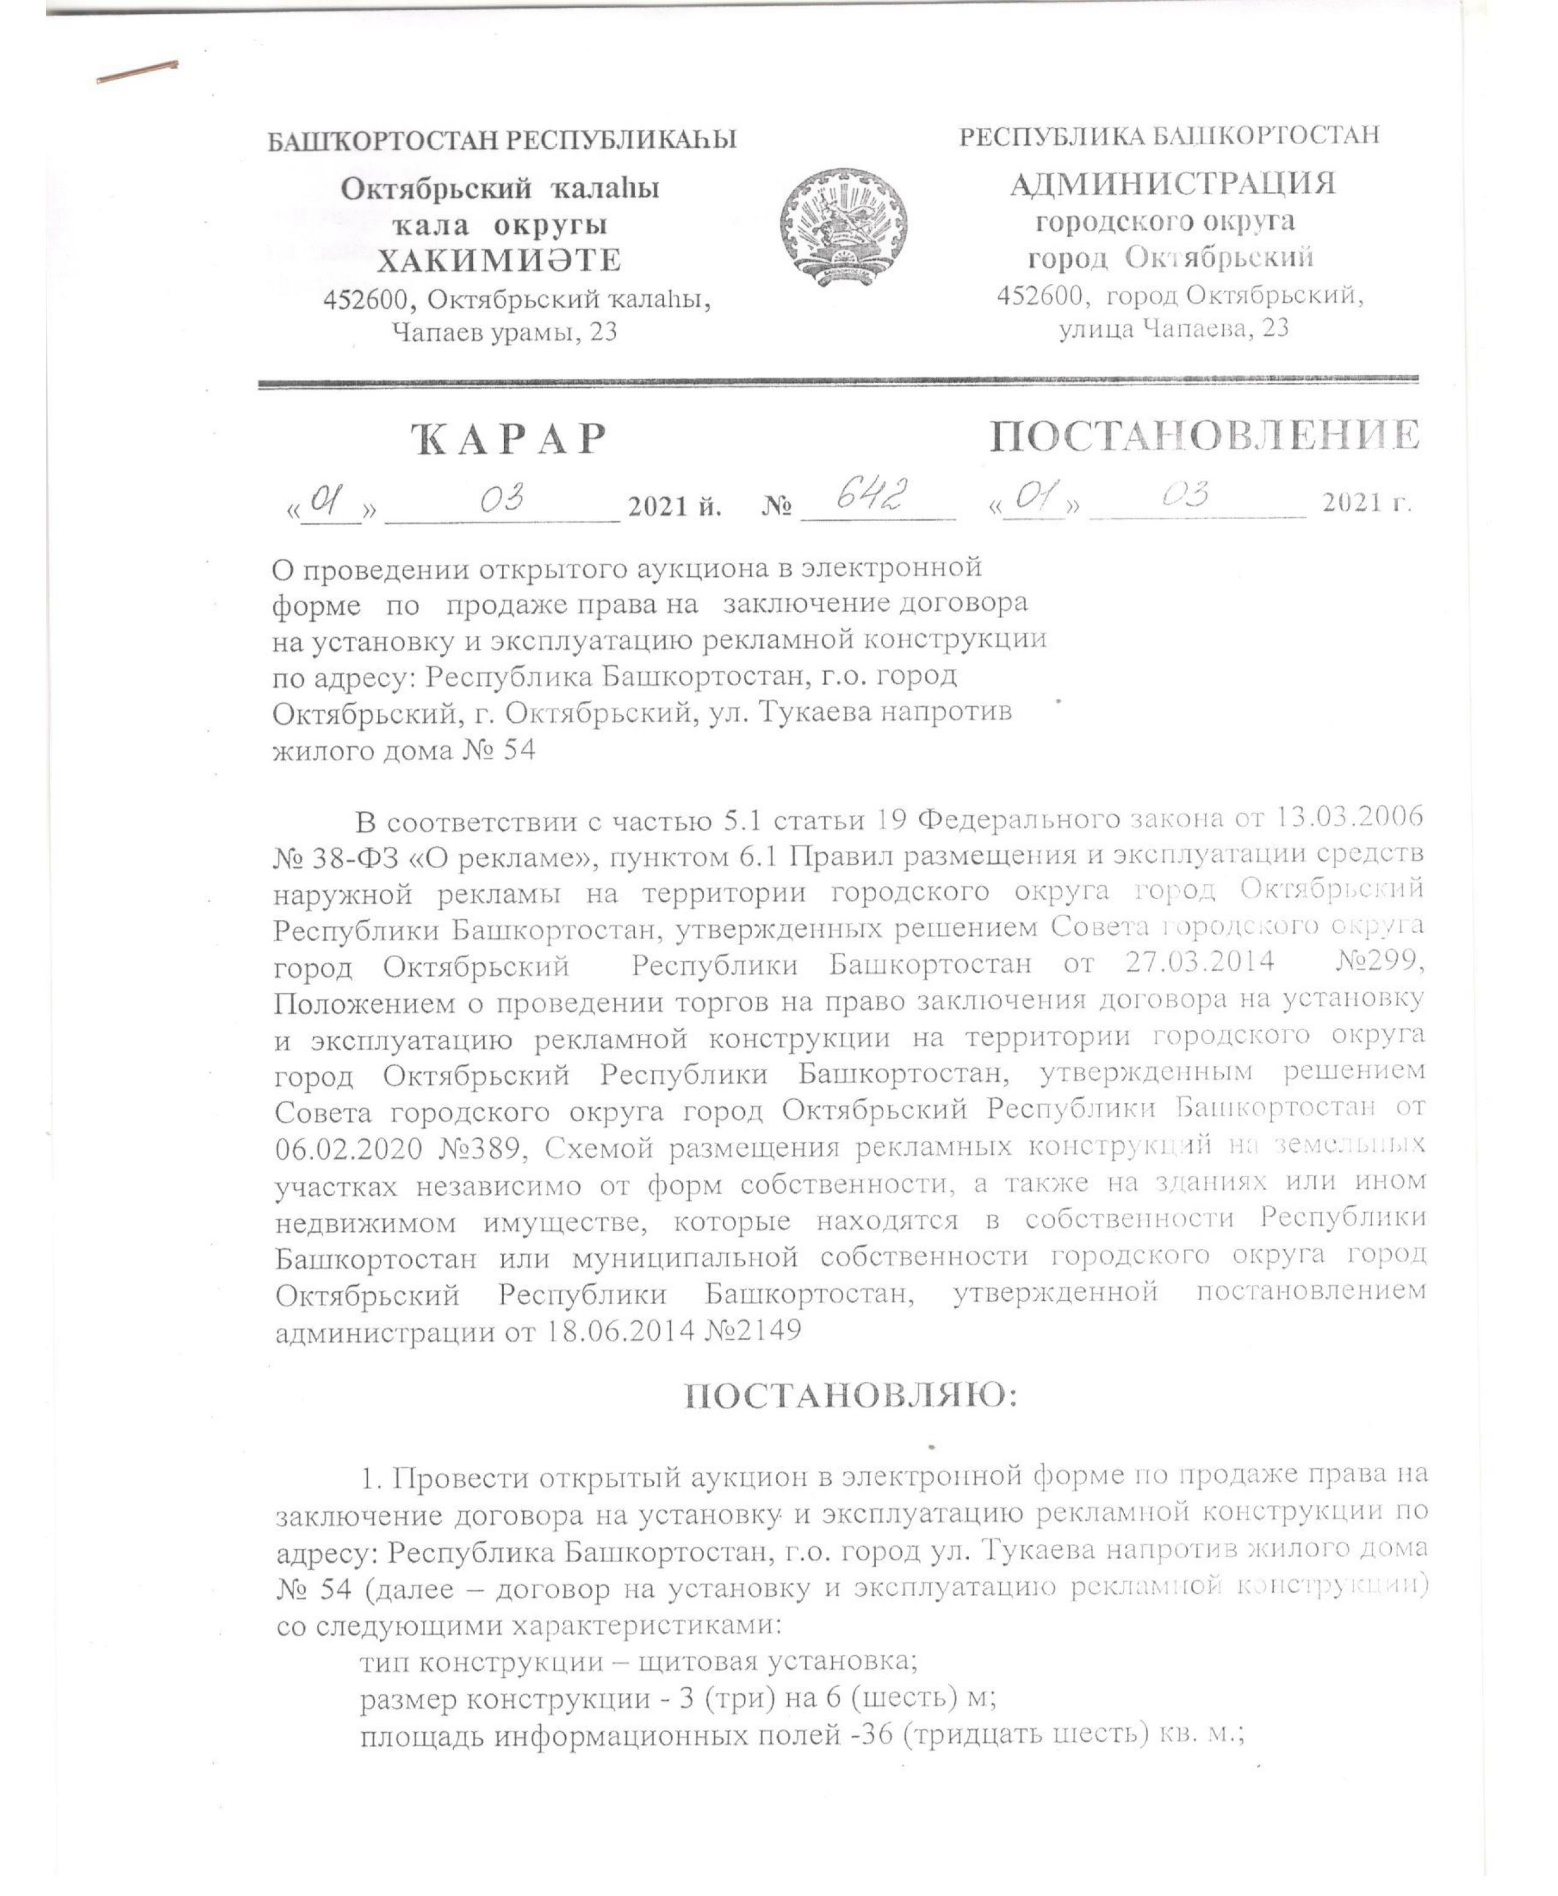 БАШҠОРТОСТАН РЕСПУБЛИКАҺЫ
Октябрьский ҡалаһы
ҡала округы
ХАКИМИӘТЕ
452600, Октябрьский ҡалаһы,
Чапаев урамы, 23
РЕСПУБЛИКА БАШКОРТОСТАН
АДМИНИСТРАЦИЯ
городского округа
город Октябрьский
452600, город Октябрьский,
улица Чапаева, 23
ҠАРАР
ПОСТАНОВЛЕНИЕ
«01» 03 2021 й. № 642 «01» 03 2021 г.
О проведении открытого аукциона в электронной
форме по продаже права на заключение договора
на установку и эксплуатацию рекламной конструкции
по адресу: Республика Башкортостан, г.о. город
Октябрьский, г. Октябрьский, ул. Тукаева напротив
жилого дома № 54
В соответствии с частью 5.1 статьи 19 Федерального закона от 13.03.2006
№ 38-ФЗ «О рекламе», пунктом 6.1 Правил размещения и эксплуатации средств
наружной рекламы на территории городского округа город Октябрьский
Республики Башкортостан, утвержденных решением Совета городского округа
город Октябрьский Республики Башкортостан от 27.03.2014 №299,
Положением о проведении торгов на право заключения договора на установку
и эксплуатацию рекламной конструкции на территории городского округа
город Октябрьский Республики Башкортостан, утвержденным решением
Совета городского округа город Октябрьский Республики Башкортостан от
06.02.2020 №389, Схемой размещения рекламных конструкций на земельных
участках независимо от форм собственности, а также на зданиях или ином
недвижимом имуществе, которые находятся в собственности Республики
Башкортостан или муниципальной собственности городского округа город
Октябрьский Республики Башкортостан, утвержденной постановлением
администрации от 18.06.2014 №2149
ПОСТАНОВЛЯЮ:
1. Провести открытый аукцион в электронной форме по продаже права на
заключение договора на установку и эксплуатацию рекламной конструкции по
адресу: Республика Башкортостан, г.о. город ул. Тукаева напротив жилого дома
№ 54 (далее – договор на установку и эксплуатацию рекламной конструкции)
со следующими характеристиками:
тип конструкции – щитовая установка;
размер конструкции - 3 (три) на 6 (шесть) м;
площадь информационных полей -36 (тридцать шесть) кв. м.;